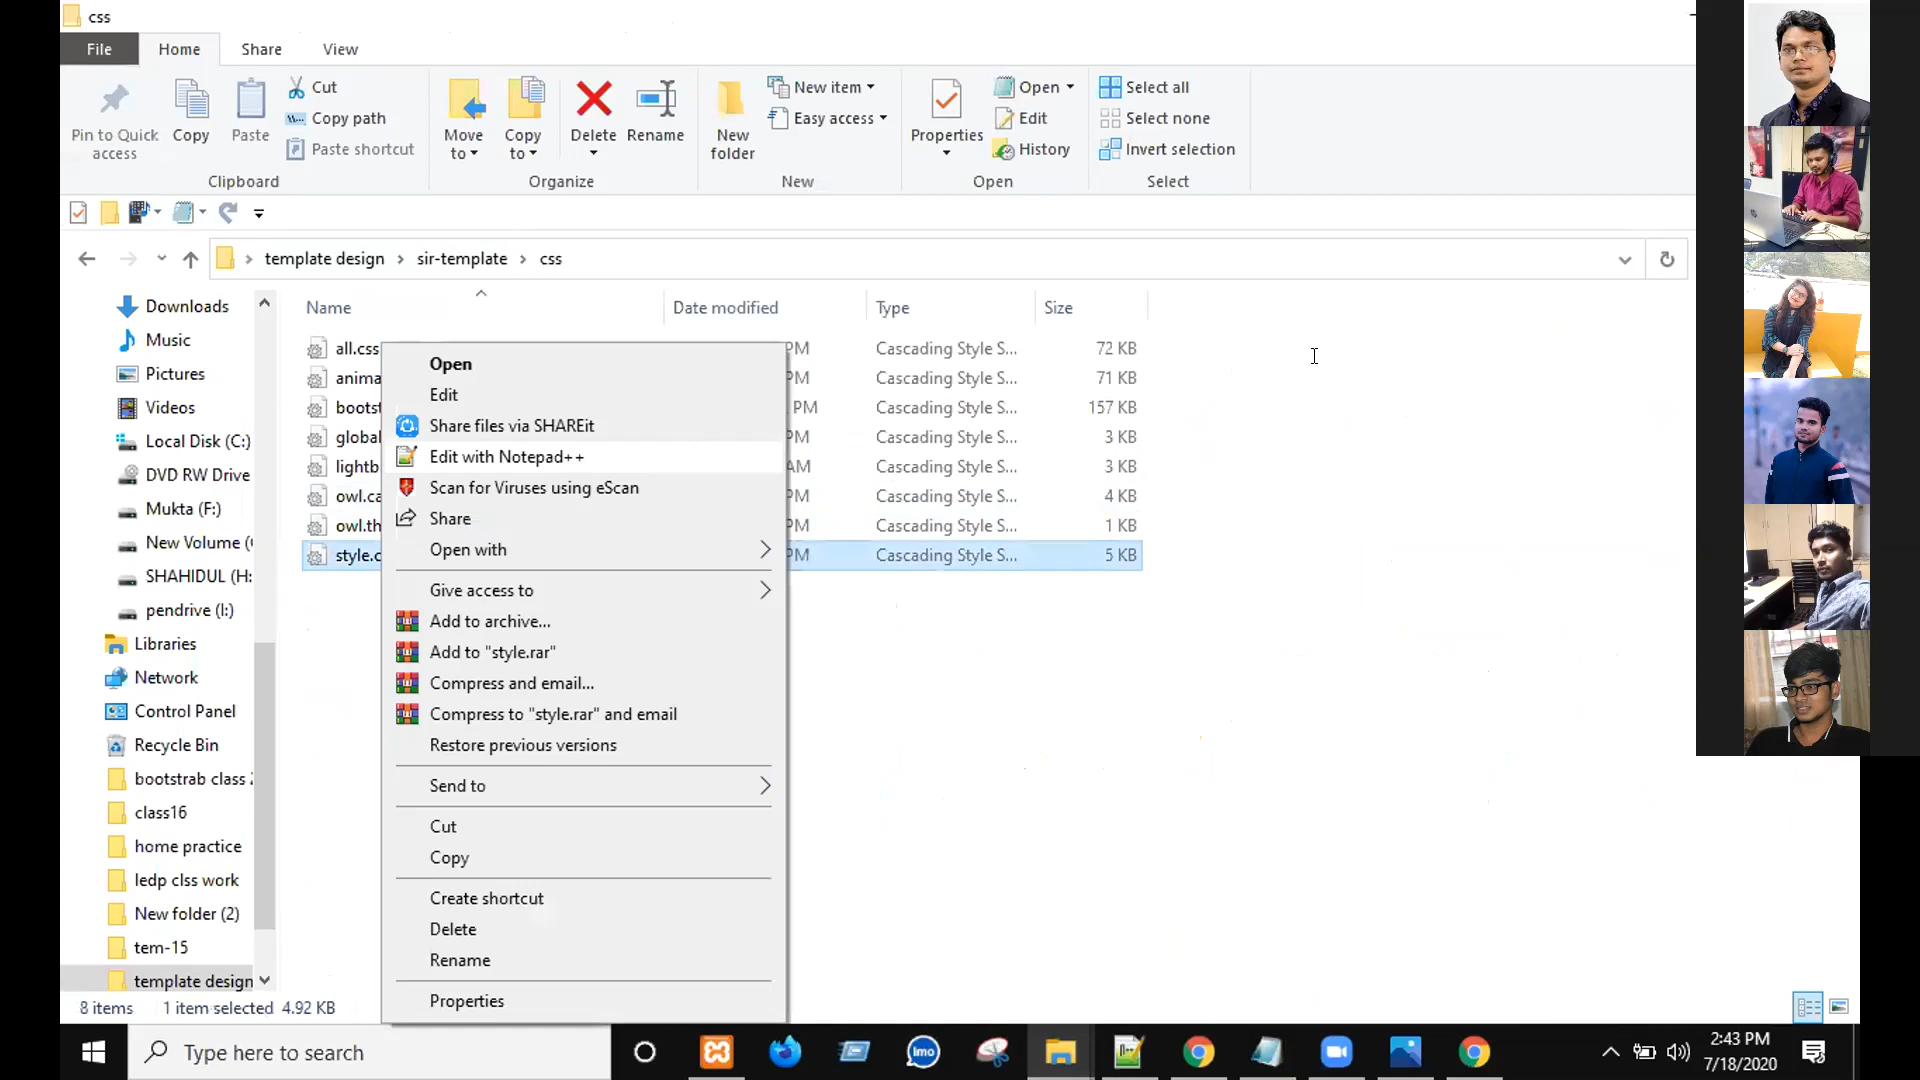 css
File Home Share View
Pin to Quick access
Copy
Paste
Cut
Copy path
Paste shortcut
Clipboard
Move to
Copy to
Delete
Rename
Organize
New folder
New item
Easy access
New
Properties
Open
Edit
History
Open
Select all
Select none
Invert selection
Select
template design > sir-template > css
Name Date modified Type Size
Downloads
Music
Pictures
Videos
Local Disk (C:)
DVD RW Drive
Mukta (F:)
New Volume (
SHAHIDUL (H:
pendrive (I:)
Libraries
Network
Control Panel
Recycle Bin
bootstrab class 2
class16
home practice
ledp clss work
New folder (2)
tem-15
template design
all.css PM Cascading Style S... 72 KB
anima PM Cascading Style S... 71 KB
bootst PM Cascading Style S... 157 KB
global PM Cascading Style S... 3 KB
lightb AM Cascading Style S... 3 KB
owl.ca PM Cascading Style S... 4 KB
owl.th PM Cascading Style S... 1 KB
style.c PM Cascading Style S... 5 KB
Open
Edit
Share files via SHAREit
Edit with Notepad++
Scan for Viruses using eScan
Share
Open with
Give access to
Add to archive...
Add to "style.rar"
Compress and email...
Compress to "style.rar" and email
Restore previous versions
Send to
Cut
Copy
Create shortcut
Delete
Rename
Properties
8 items 1 item selected 4.92 KB
Type here to search
imo
2:43 PM
7/18/2020